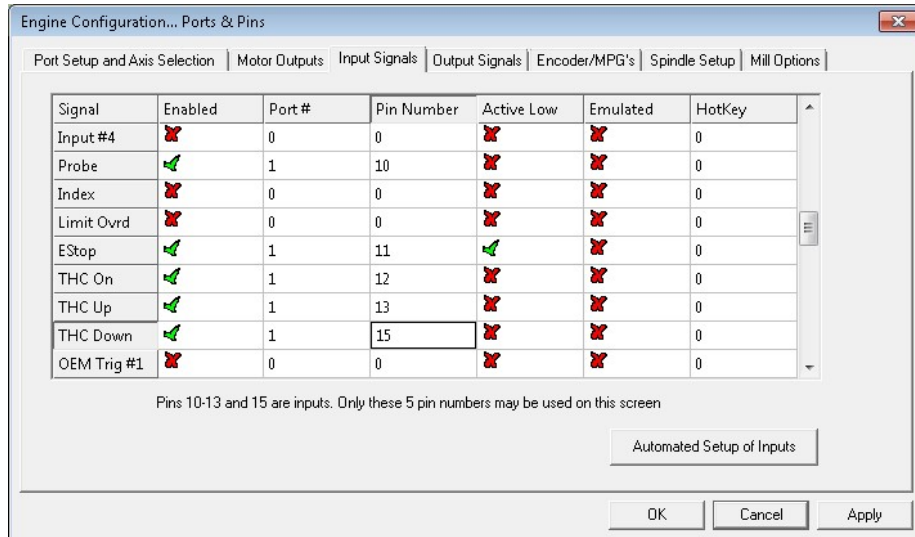 Engine Configuration... Ports & Pins
Port Setup and Axis Selection Motor Outputs Input Signals Output Signals Encoder/MPG's Spindle Setup Mill Options
Signal Enabled Port # Pin Number Active Low Emulated HotKey
Input #4 0 0 0
Probe 1 10 0
Index 0 0 0
Limit Ovrd 0 0 0
EStop 1 11 0
THC On 1 12 0
THC Up 1 13 0
THC Down 1 15 0
OEM Trig #1 0 0 0
Pins 10-13 and 15 are inputs. Only these 5 pin numbers may be used on this screen
Automated Setup of Inputs
OK Cancel Apply